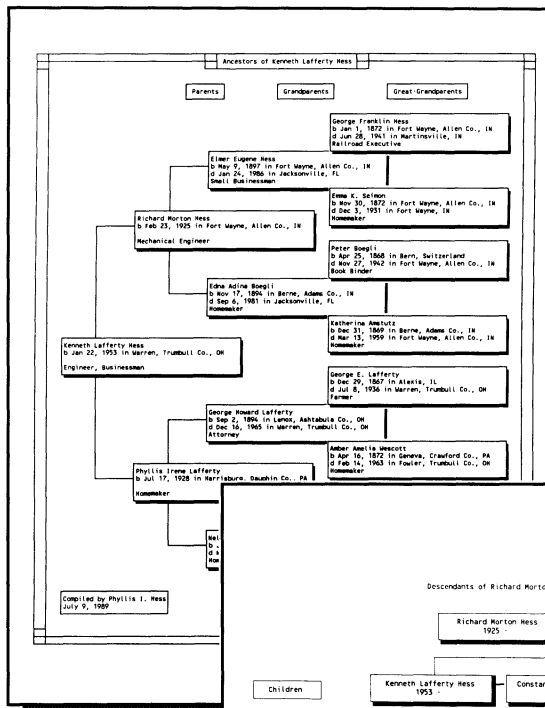 Ancestors of Kenneth Lafferty Hess
Parents
Grandparents
Great-Grandparents
George Franklin Hess
b Jan 1, 1872 in Fort Wayne, Allen Co., IN
d Jun 28, 1941 in Martinsville, IN
Railroad Executive
Elmer Eugene Hess
b May 9, 1897 in Fort Wayne, Allen Co., IN
d Jan 24, 1986 in Jacksonville, FL
Small Businessman
Emma K. Seimon
b Nov 30, 1872 in Fort Wayne, Allen Co., IN
d Dec 3, 1931 in Fort Wayne, IN
Homemaker
Richard Morton Hess
b Feb 23, 1925 in Fort Wayne, Allen Co., IN
Mechanical Engineer
Peter Boegli
b Apr 25, 1868 in Bern, Switzerland
d Nov 27, 1942 in Fort Wayne, Allen Co., IN
Book Binder
Edna Adina Boegli
b Nov 17, 1894 in Berne, Adams Co., IN
d Sep 6, 1981 in Jacksonville, FL
Homemaker
Katherina Amstutz
b Dec 31, 1869 in Berne, Adams Co., IN
d Mar 13, 1959 in Fort Wayne, Allen Co., IN
Homemaker
Kenneth Lafferty Hess
b Jan 22, 1953 in Warren, Trumbull Co., OH
Engineer, Businessman
George E. Lafferty
b Dec 29, 1867 in Alexis, IL
d Jul 8, 1936 in Warren, Trumbull Co., OH
Farmer
George Howard Lafferty
b Sep 2, 1894 in Lenox, Ashtabula Co., OH
d Dec 16, 1965 in Warren, Trumbull Co., OH
Attorney
Amber Amelia Wescott
b Apr 16, 1872 in Geneva, Crawford Co., PA
d Feb 14, 1963 in Fowler, Trumbull Co., OH
Homemaker
Phyllis Irene Lafferty
b Jul 17, 1928 in Harrisburg, Dauphin Co., PA
Homemaker
Nel
b
d
Hom
Compiled by Phyllis I. Hess
July 9, 1989
Descendants of Richard Morto
Richard Morton Hess
1925 -
Children
Kenneth Lafferty Hess
1953 -
Constan